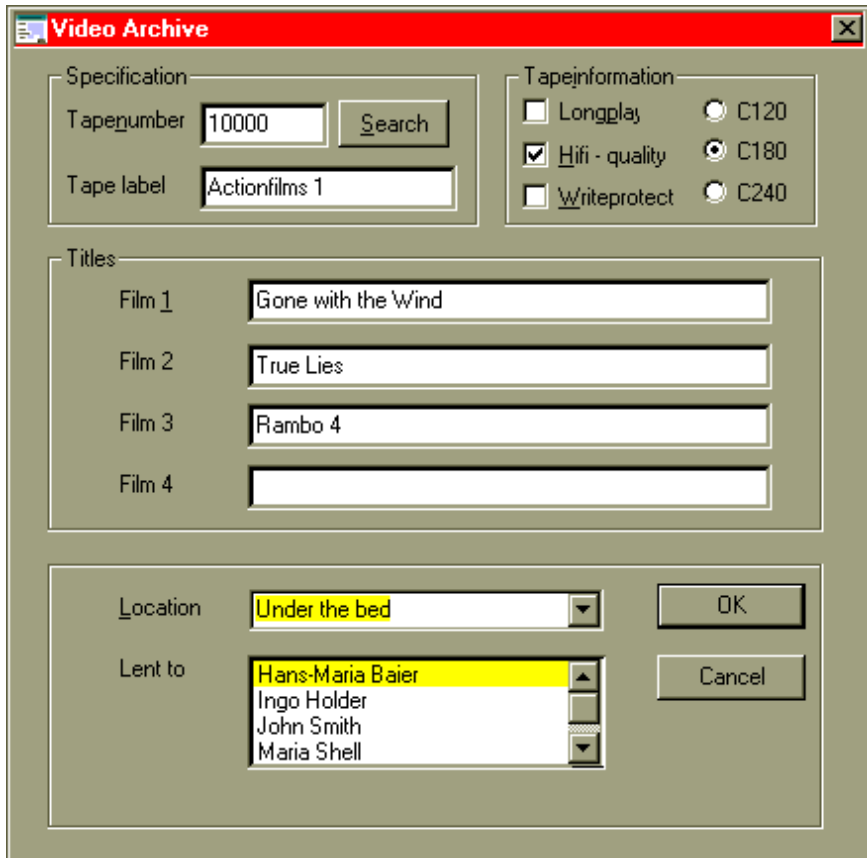 Video Archive
Specification
Tapenumber 10000 Search
Tape label Actionfilms 1
Tapeinformation
Longplay C120
Hifi - quality C180
Writeprotect C240
Titles
Film 1 Gone with the Wind
Film 2 True Lies
Film 3 Rambo 4
Film 4
Location Under the bed OK
Lent to Hans-Maria Baier Cancel
Ingo Holder
John Smith
Maria Shell